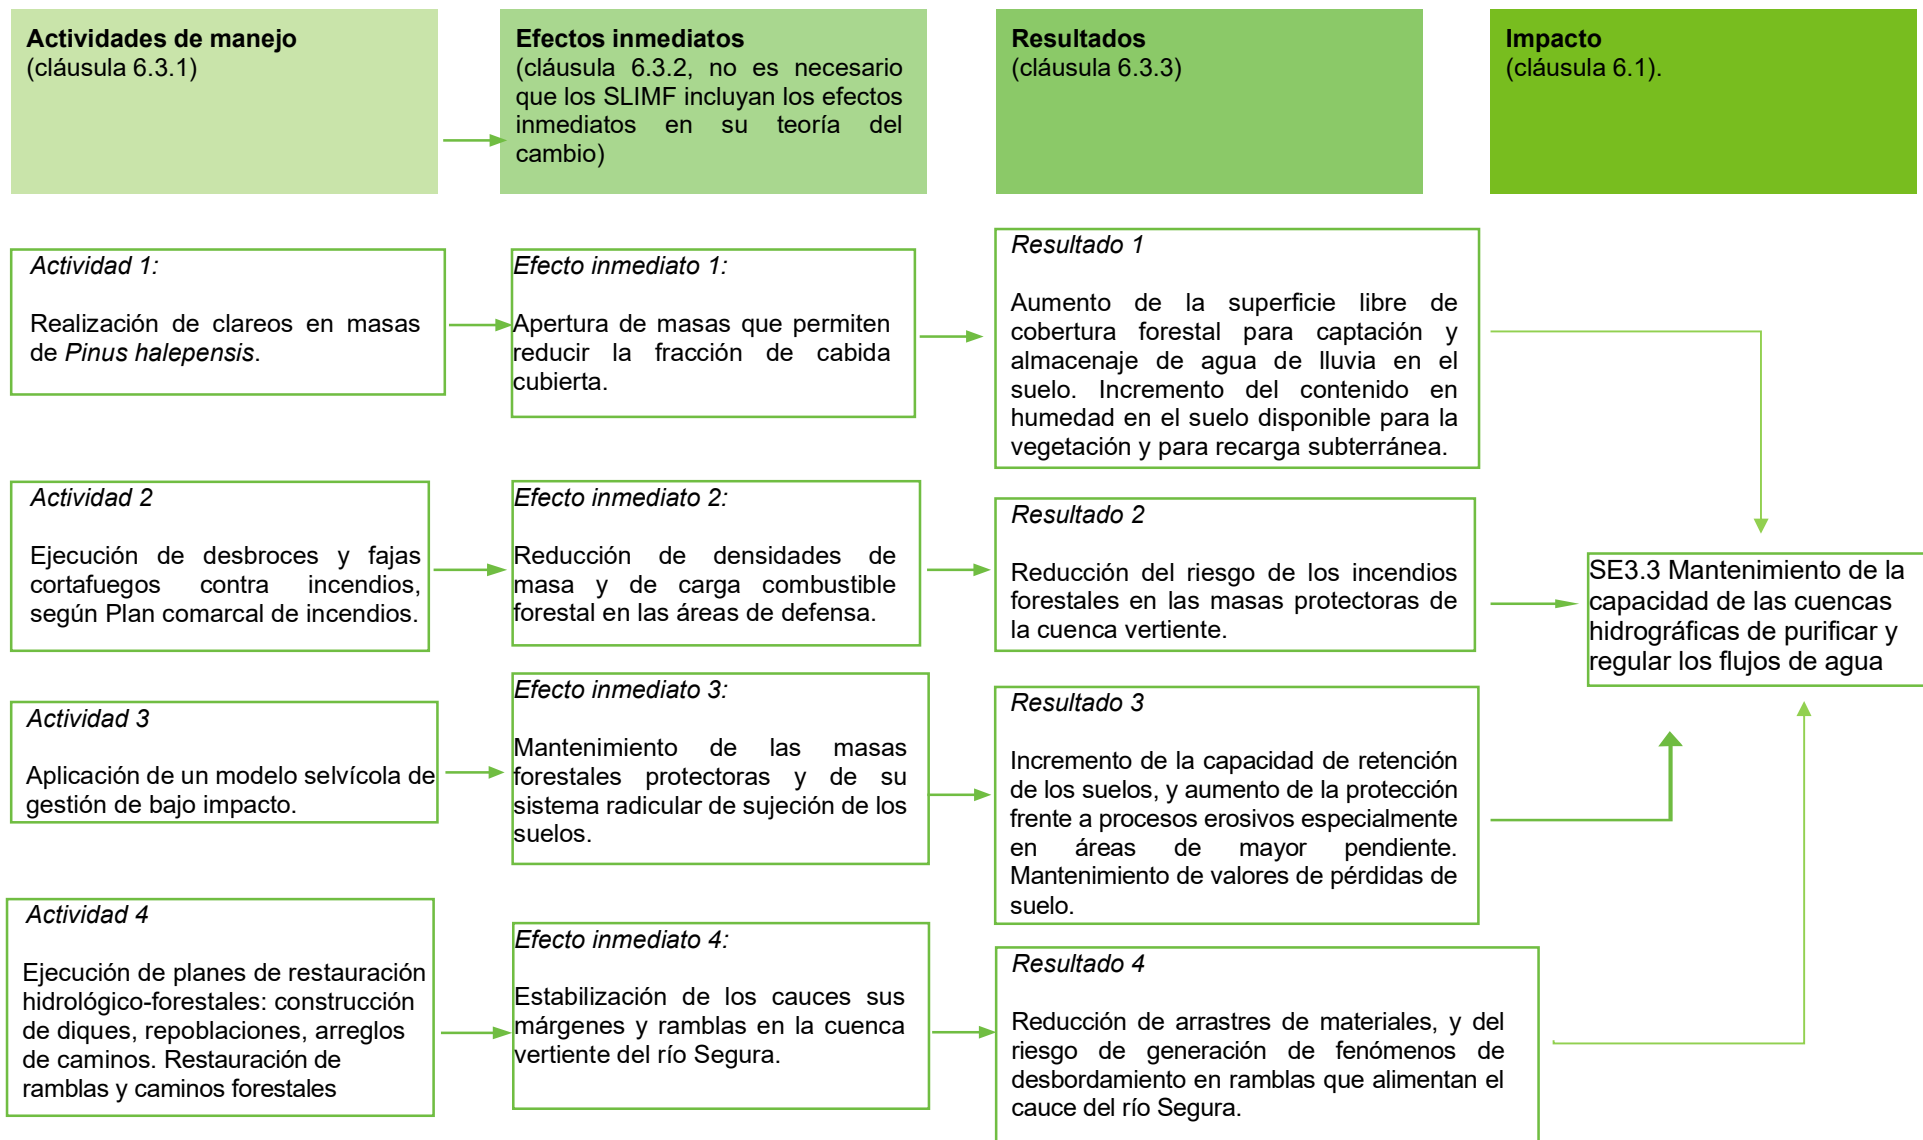 Actividades de manejo
(cláusula 6.3.1)
Efectos inmediatos
(cláusula 6.3.2, no es necesario
que los SLIMF incluyan los efectos
inmediatos en su teoría del
cambio)
Resultados
(cláusula 6.3.3)
Impacto
(cláusula 6.1).
Actividad 1:
Realización de clareos en masas
de Pinus halepensis.
Efecto inmediato 1:
Apertura de masas que permiten
reducir la fracción de cabida
cubierta.
Resultado 1
Aumento de la superficie libre de
cobertura forestal para captación y
almacenaje de agua de lluvia en el
suelo. Incremento del contenido en
humedad en el suelo disponible para la
vegetación y para recarga subterránea.
Actividad 2
Ejecución de desbroces y fajas
cortafuegos contra incendios,
según Plan comarcal de incendios.
Efecto inmediato 2:
Reducción de densidades de
masa y de carga combustible
forestal en las áreas de defensa.
Resultado 2
Reducción del riesgo de los incendios
forestales en las masas protectoras de
la cuenca vertiente.
SE3.3 Mantenimiento de la
capacidad de las cuencas
hidrográficas de purificar y
regular los flujos de agua
Actividad 3
Aplicación de un modelo selvícola de
gestión de bajo impacto.
Efecto inmediato 3:
Mantenimiento de las masas
forestales protectoras y de su
sistema radicular de sujeción de los
suelos.
Resultado 3
Incremento de la capacidad de retención
de los suelos, y aumento de la protección
frente a procesos erosivos especialmente
en áreas de mayor pendiente.
Mantenimiento de valores de pérdidas de
suelo.
Actividad 4
Ejecución de planes de restauración
hidrológico-forestales: construcción
de diques, repoblaciones, arreglos
de caminos. Restauración de
ramblas y caminos forestales
Efecto inmediato 4:
Estabilización de los cauces sus
márgenes y ramblas en la cuenca
vertiente del río Segura.
Resultado 4
Reducción de arrastres de materiales, y del
riesgo de generación de fenómenos de
desbordamiento en ramblas que alimentan el
cauce del río Segura.